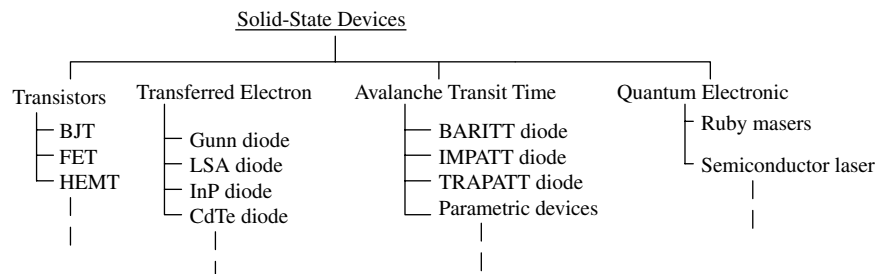 Solid-State Devices
Transistors
BJT
FET
HEMT
Transferred Electron
Gunn diode
LSA diode
InP diode
CdTe diode
Avalanche Transit Time
BARITT diode
IMPATT diode
TRAPATT diode
Parametric devices
Quantum Electronic
Ruby masers
Semiconductor laser